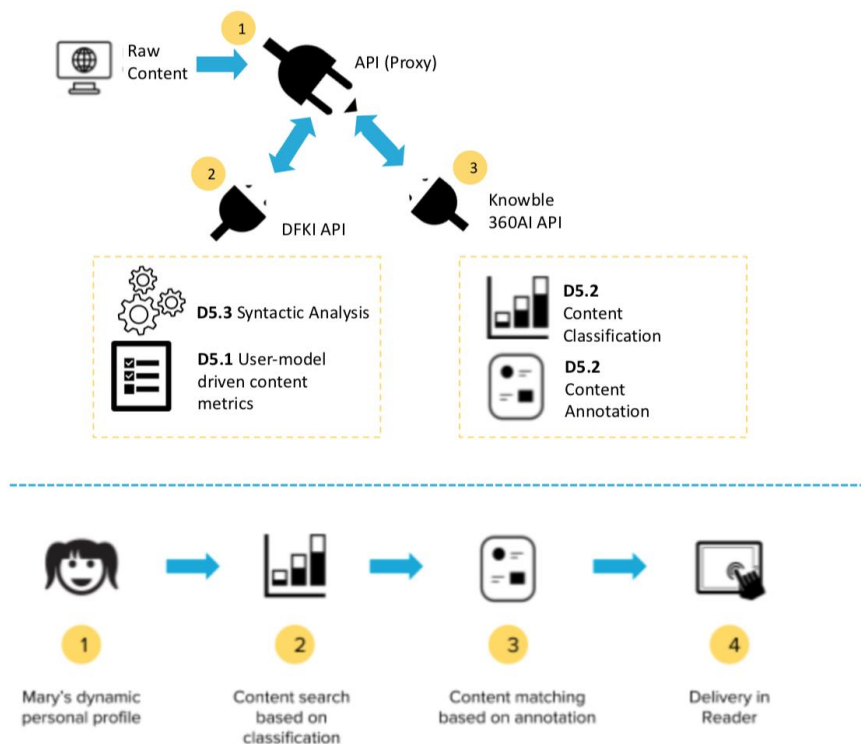 1
Raw
Content
API (Proxy)
2
DFKI API
3
Knowble
360AI API
D5.3 Syntactic Analysis
D5.1 User-model
driven content
metrics
D5.2
Content
Classification
D5.2
Content
Annotation
1
2
3
4
Mary's dynamic
personal profile
Content search
based on
classification
Content matching
based on annotation
Delivery in
Reader